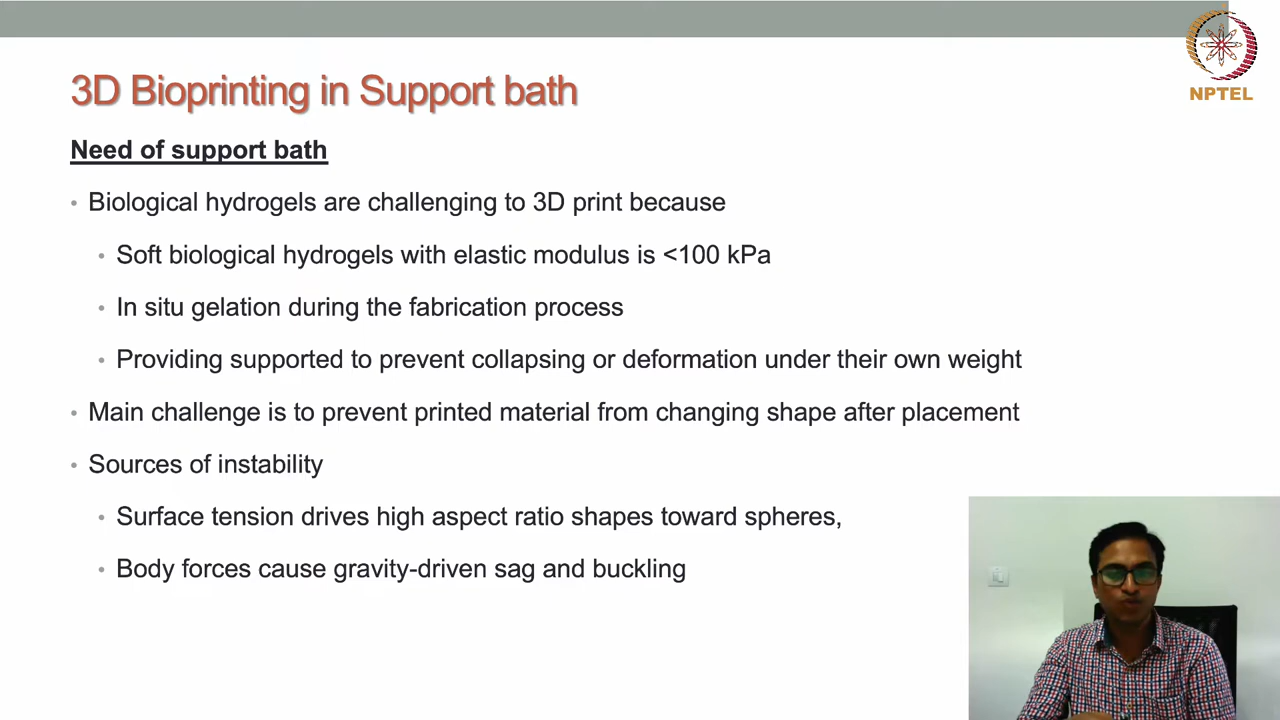 NPTEL
3D Bioprinting in Support bath
Need of support bath
• Biological hydrogels are challenging to 3D print because
• Soft biological hydrogels with elastic modulus is <100 kPa
• In situ gelation during the fabrication process
• Providing supported to prevent collapsing or deformation under their own weight
• Main challenge is to prevent printed material from changing shape after placement
• Sources of instability
• Surface tension drives high aspect ratio shapes toward spheres,
• Body forces cause gravity-driven sag and buckling